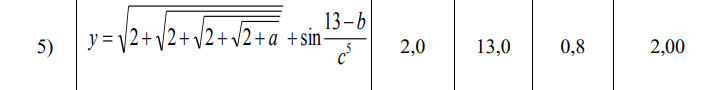 5) y = √(2+√(2+√(2+√(2+a)))) + sin (13−b)/c⁵ 2,0 13,0 0,8 2,00